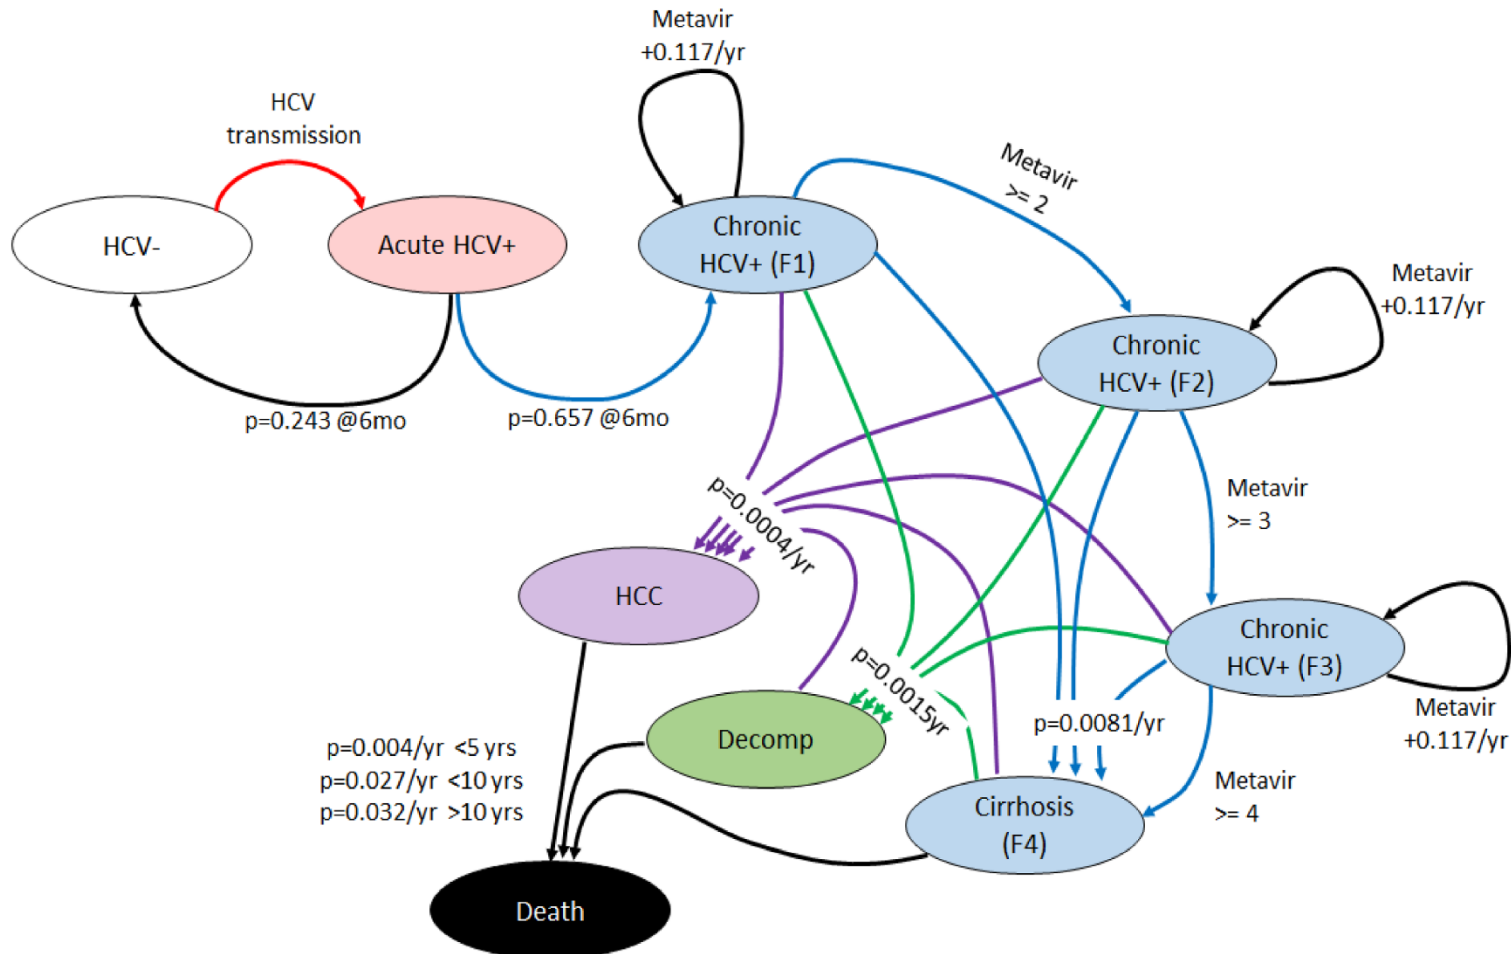 Metavir
+0.117/yr
HCV
transmission
Metavir
>= 2
HCV-
Acute HCV+
Chronic
HCV+ (F1)
Metavir
+0.117/yr
Chronic
HCV+ (F2)
p=0.243 @6mo
p=0.657 @6mo
Metavir
>= 3
p=0.0004/yr
HCC
Chronic
HCV+ (F3)
p=0.0015yr
p=0.0081/yr
Metavir
+0.117/yr
Decomp
p=0.004/yr <5 yrs
p=0.027/yr <10 yrs
p=0.032/yr >10 yrs
Metavir
>= 4
Cirrhosis
(F4)
Death